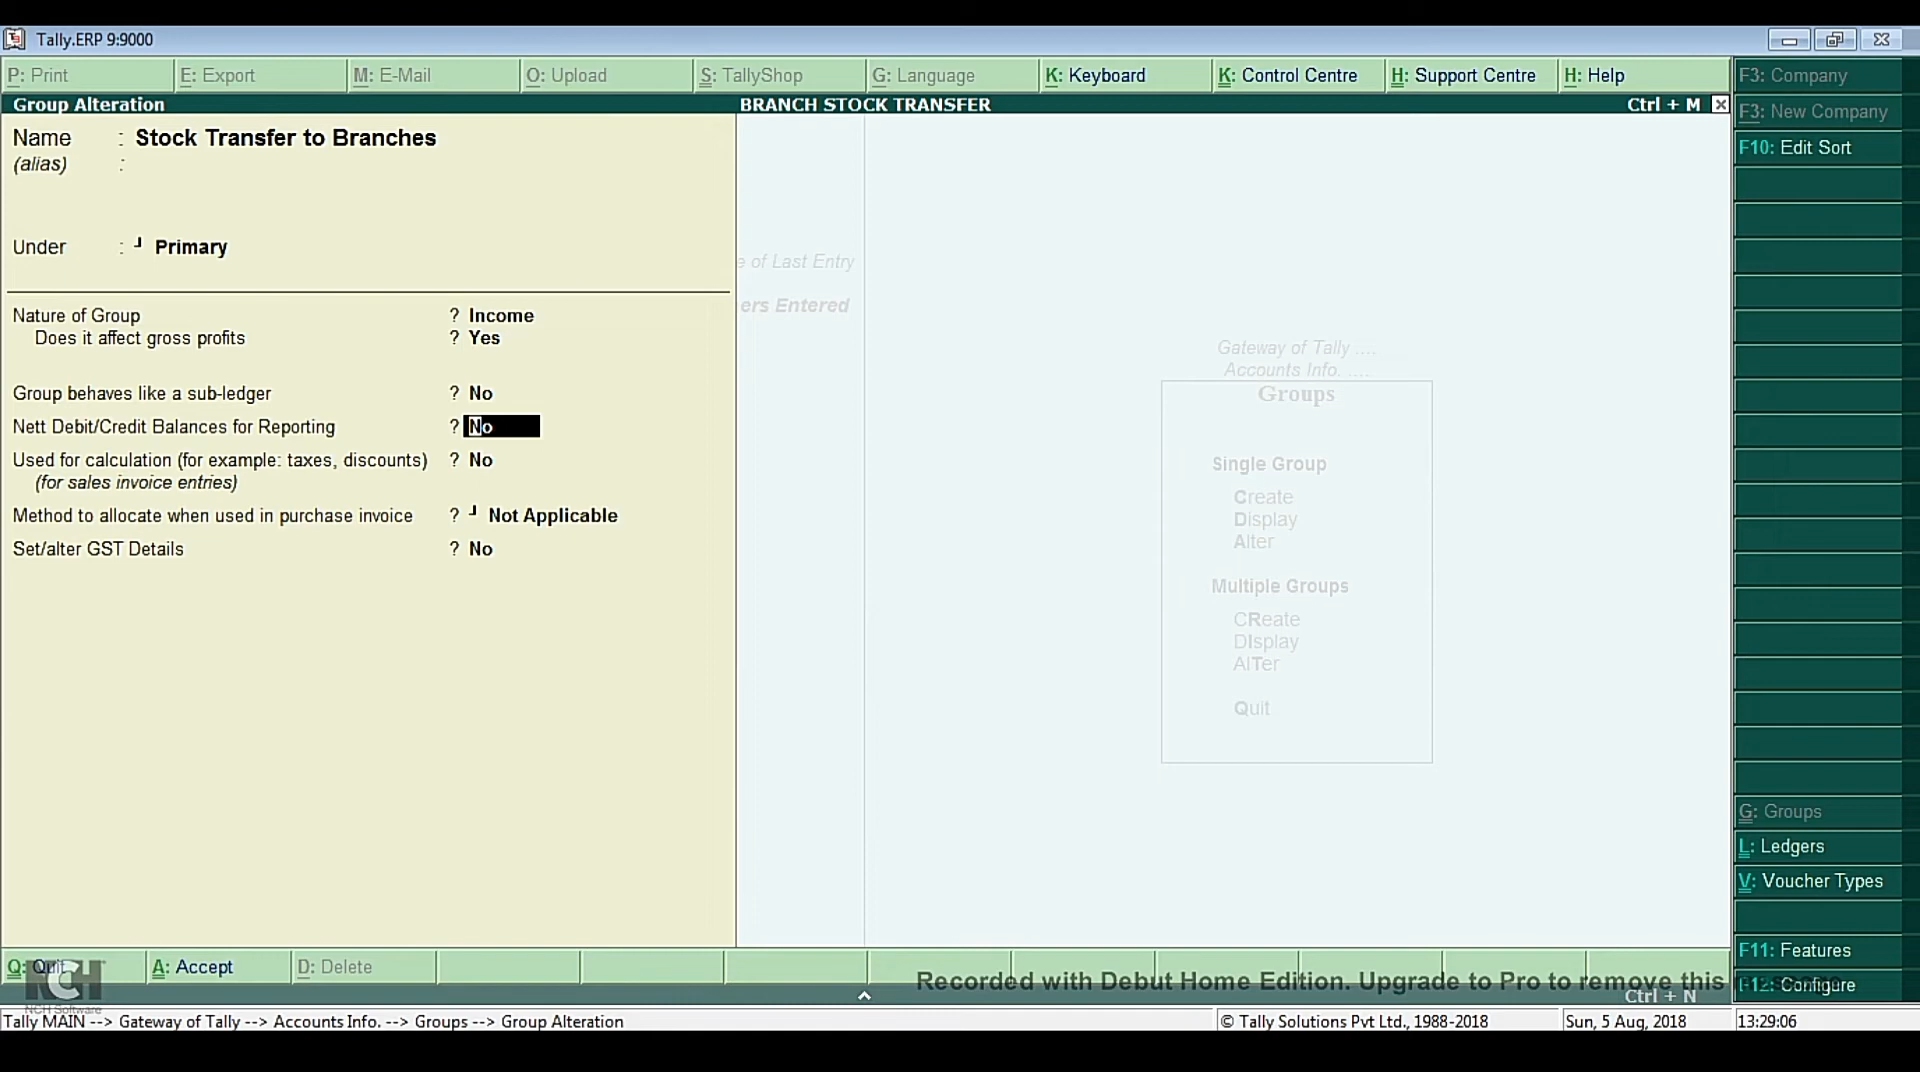 Tally.ERP 9:9000
P: Print E: Export M: E-Mail O: Upload S: TallyShop G: Language K: Keyboard K: Control Centre H: Support Centre H: Help F3: Company
Group Alteration BRANCH STOCK TRANSFER Ctrl + M
F3: New Company
Name : Stock Transfer to Branches
F10: Edit Sort
(alias) :
Under : Primary
e of Last Entry
ers Entered
Nature of Group ? Income
Does it affect gross profits ? Yes
Group behaves like a sub-ledger ? No
Nett Debit/Credit Balances for Reporting ? No
Used for calculation (for example: taxes, discounts) ? No
(for sales invoice entries)
Method to allocate when used in purchase invoice ? Not Applicable
Set/alter GST Details ? No
Gateway of Tally ....
Accounts Info. .....
Groups
Single Group
Create
Display
Alter
Multiple Groups
CReate
DIsplay
AlTer
Quit
G: Groups
L: Ledgers
V: Voucher Types
F11: Features
F12: Configure
Q: Quit A: Accept D: Delete
NCH
NCH Software
Recorded with Debut Home Edition. Upgrade to Pro to remove this
Ctrl + N
Tally MAIN --> Gateway of Tally --> Accounts Info. --> Groups --> Group Alteration © Tally Solutions Pvt Ltd., 1988-2018 Sun, 5 Aug, 2018 13:29:06